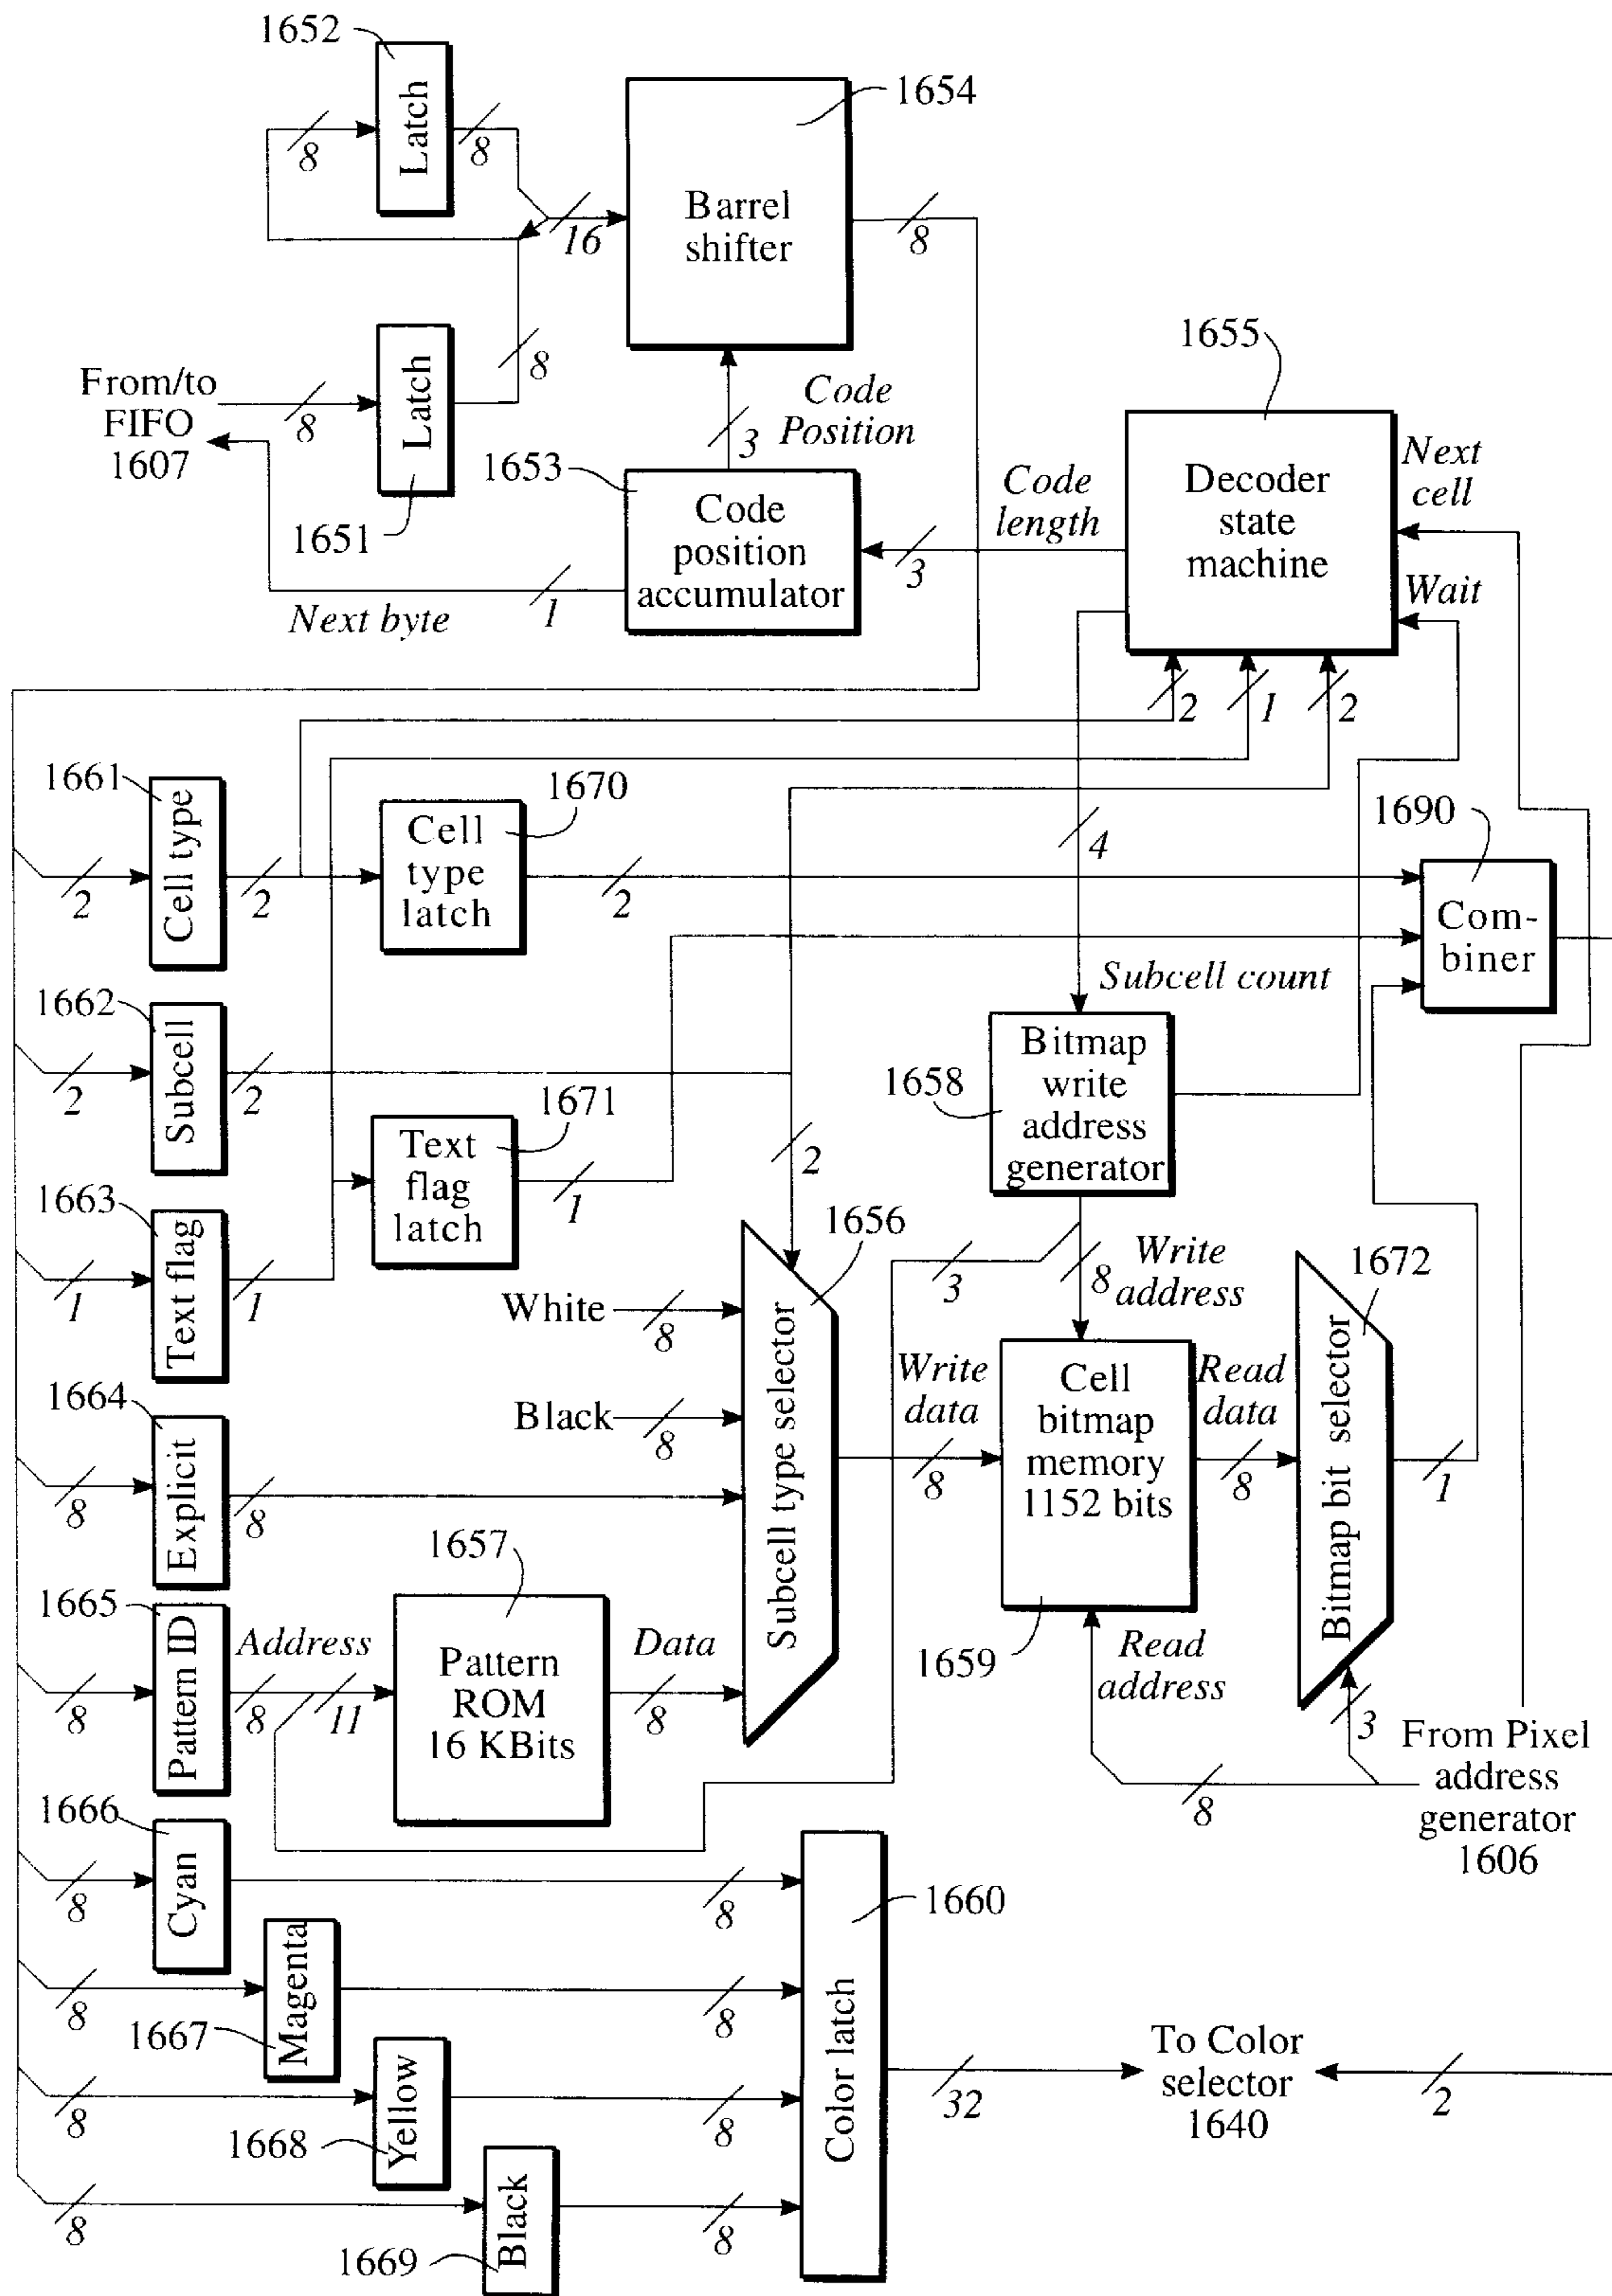 1652
Latch
8
8
16
Barrel
shifter
1654
8
From/to
FIFO
1607
8
Latch
1651
8
Code
Position
3
1653
Code
position
accumulator
Next byte
1
Code
length
3
1655
Decoder
state
machine
Next
cell
Wait
2
1
2
4
1661
Cell type
2
2
1670
Cell
type
latch
2
1690
Com-
biner
1662
Subcell
2
2
Subcell count
1658
Bitmap
write
address
generator
1671
Text
flag
latch
1
2
1663
Text flag
1
1
1656
Subcell type selector
White
8
Black
8
3
8
Write
address
1672
Bitmap bit selector
Write
data
8
Cell
bitmap
memory
1152 bits
Read
data
8
1
1664
Explicit
8
8
1657
Pattern
ROM
16 KBits
1665
Pattern ID
8
8
Address
11
Data
8
1659
Read
address
8
3
From Pixel
address
generator
1606
1666
Cyan
8
8
1660
Color latch
Magenta
1667
8
8
Yellow
1668
8
8
32
To Color
selector
1640
2
Black
1669
8
8